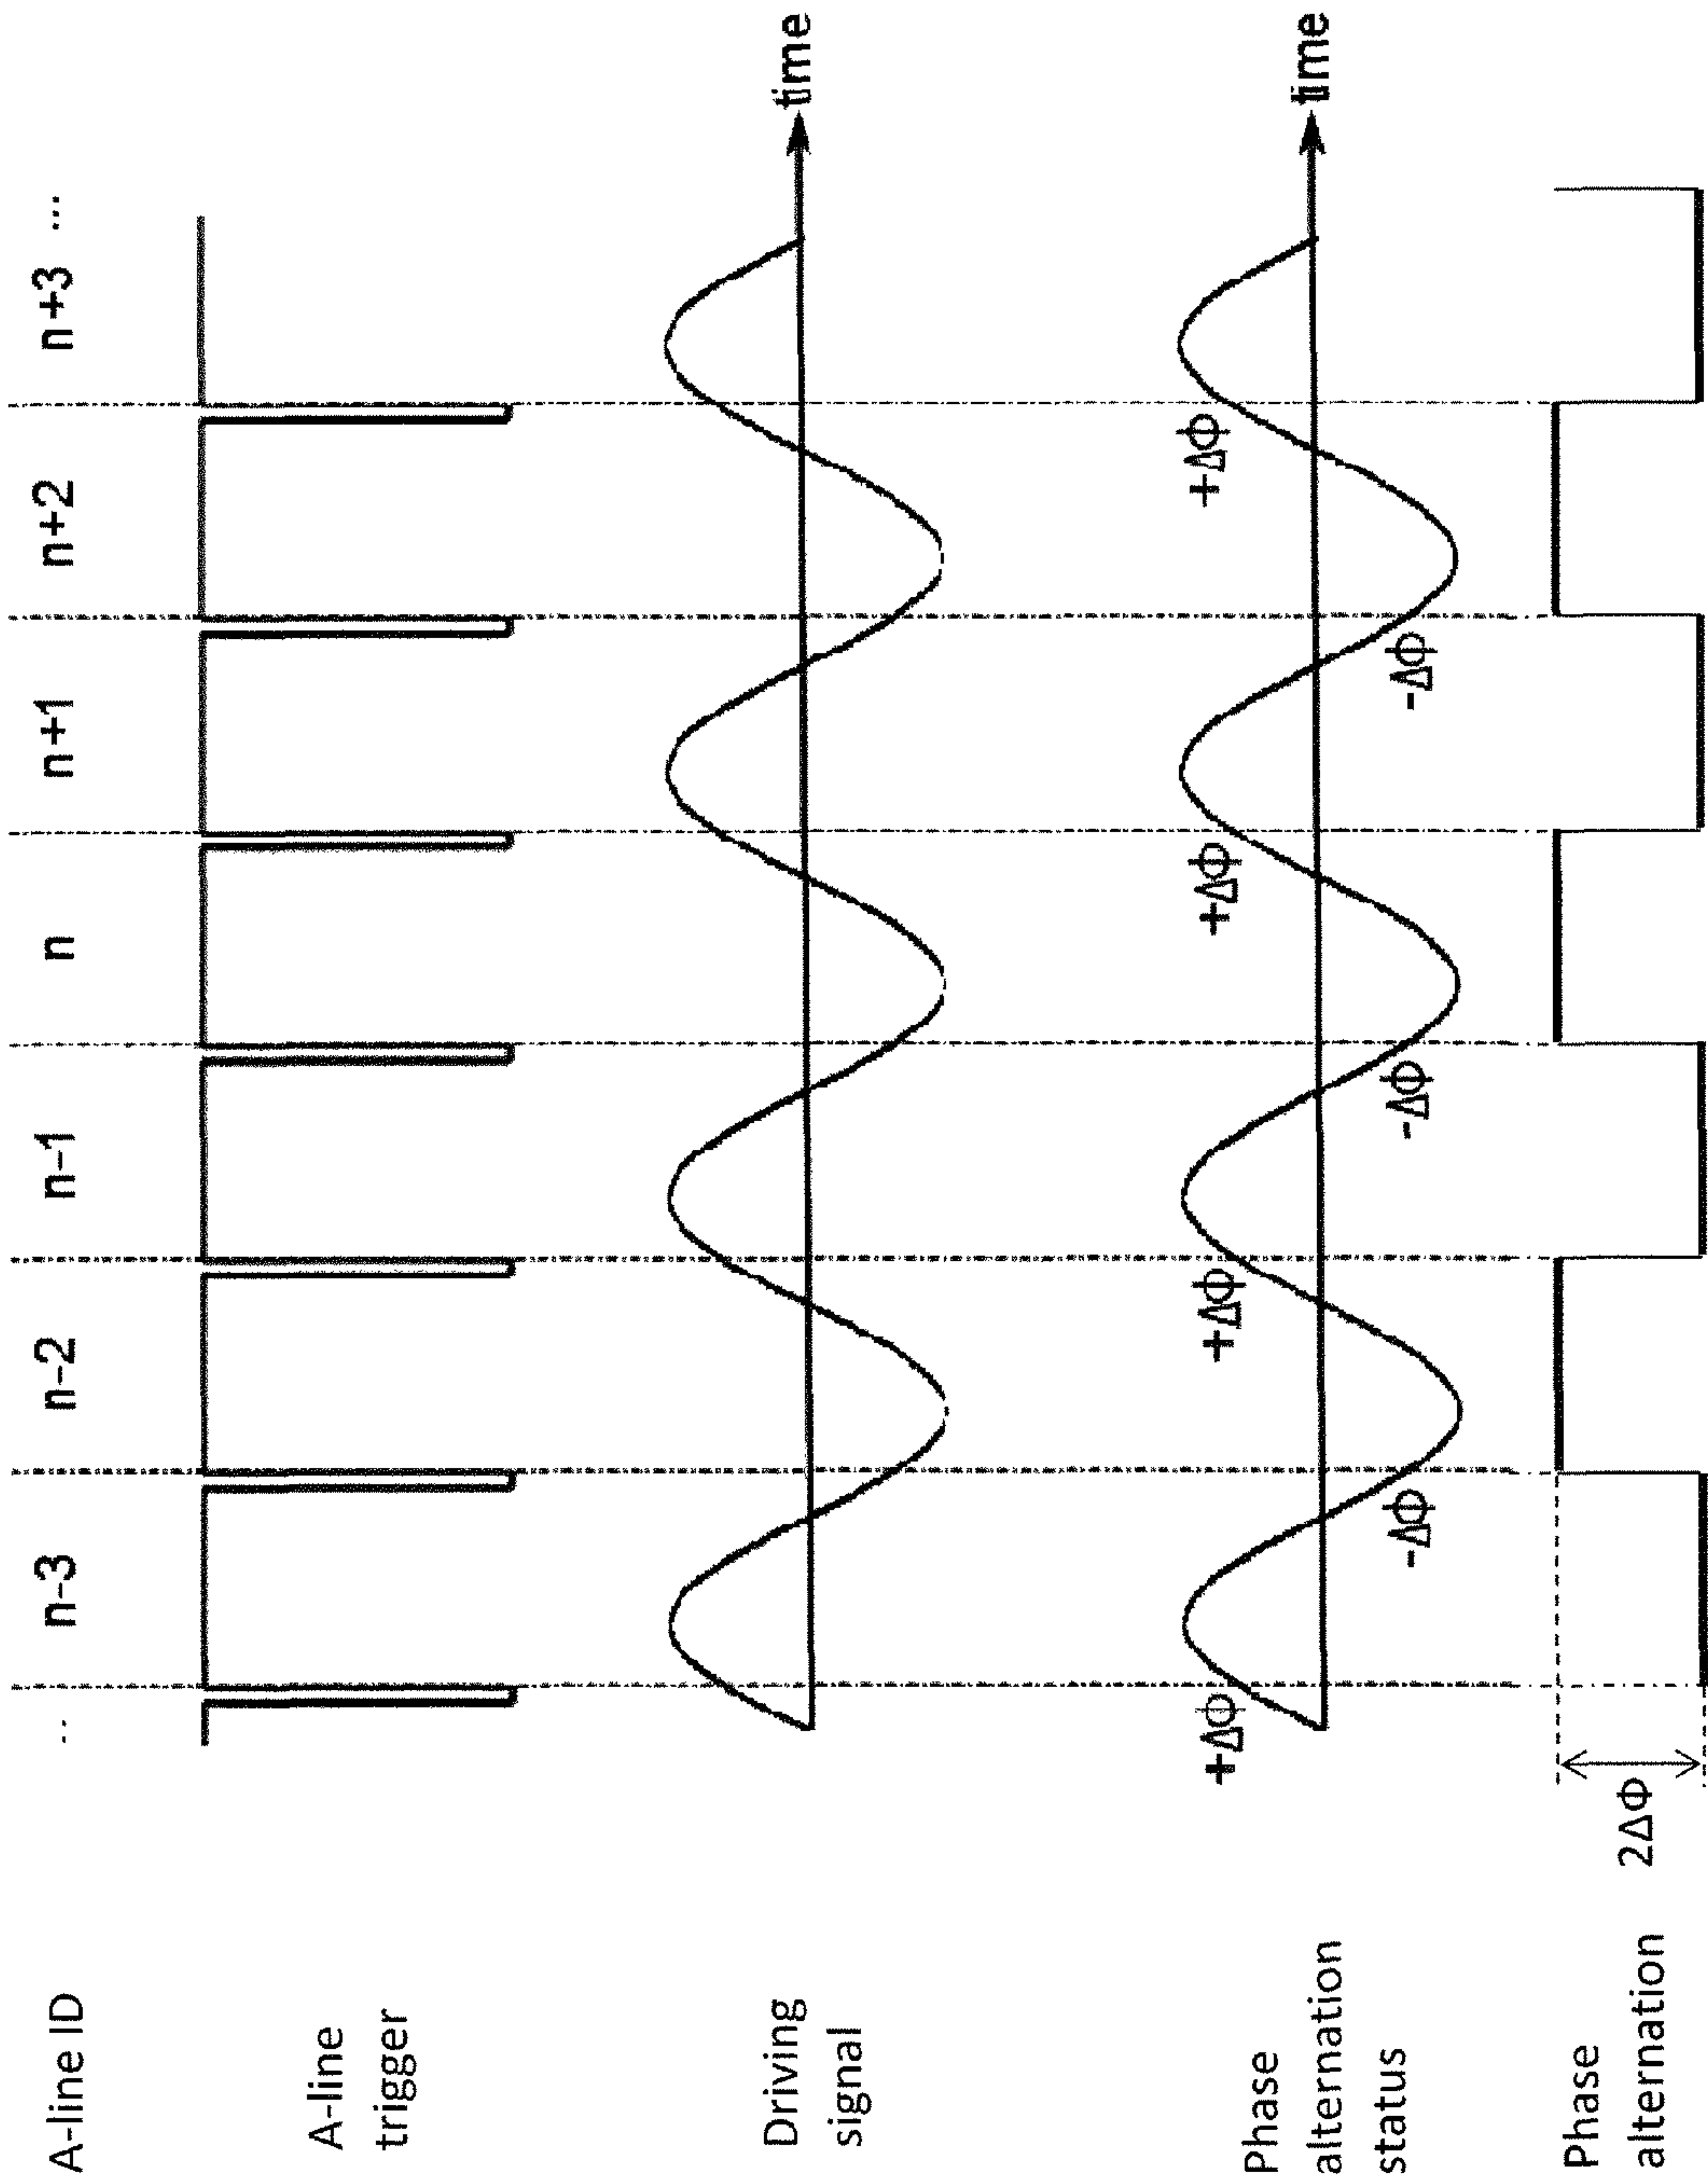 A-line ID
.. n-3 n-2 n-1 n n+1 n+2 n+3 ...
A-line
trigger
Driving
signal
time
Phase
alternation
status
+ΔΦ -ΔΦ +ΔΦ -ΔΦ +ΔΦ -ΔΦ +ΔΦ
time
Phase
alternation
2ΔΦ